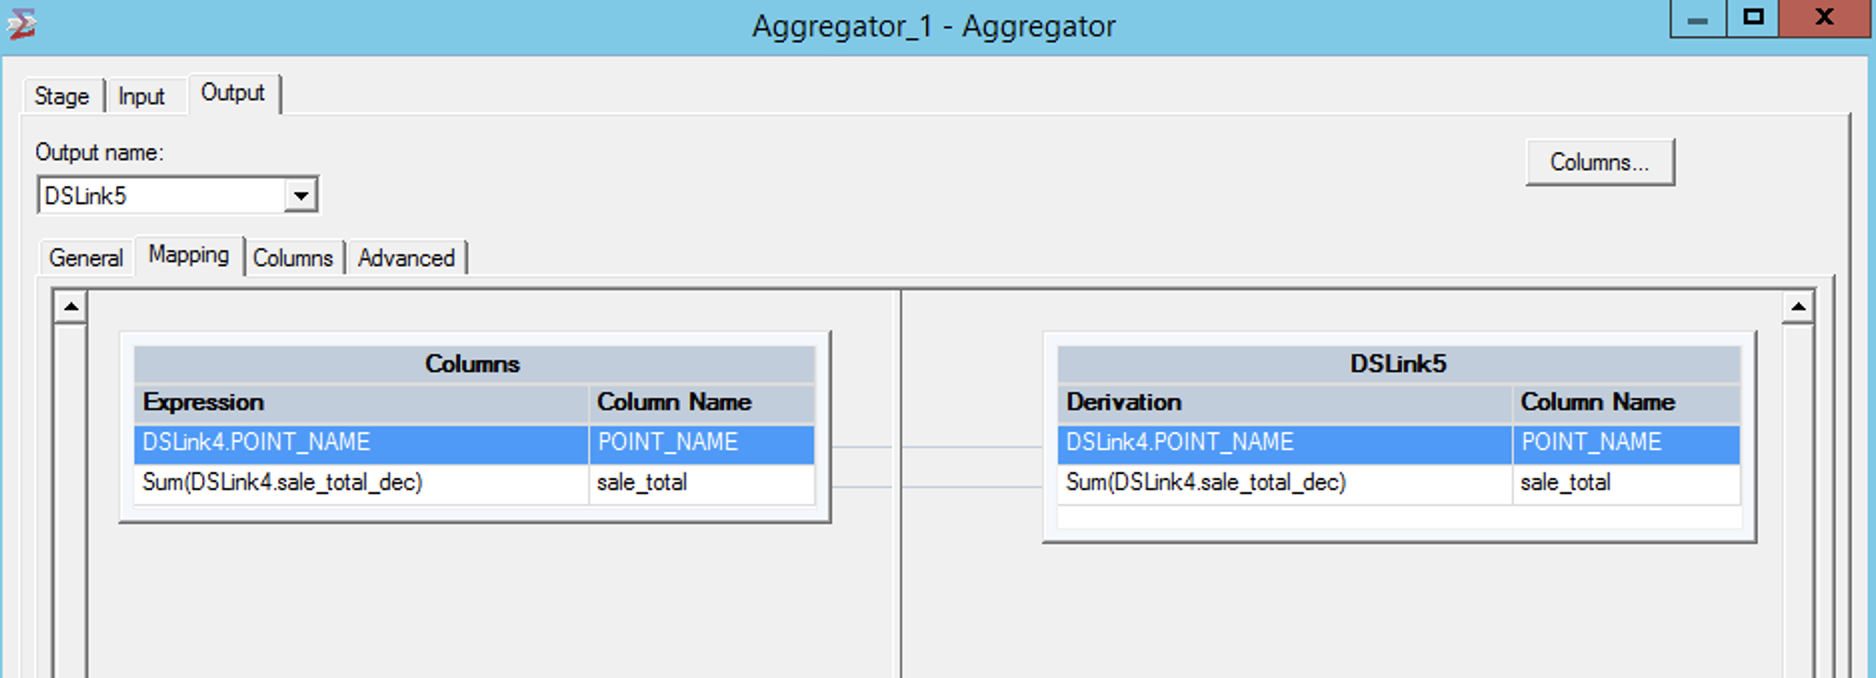 Aggregator_1 - Aggregator
Stage Input Output
Output name:
Columns...
DSLink5
General Mapping Columns Advanced
Columns
Expression Column Name
DSLink4.POINT_NAME POINT_NAME
Sum(DSLink4.sale_total_dec) sale_total
DSLink5
Derivation Column Name
DSLink4.POINT_NAME POINT_NAME
Sum(DSLink4.sale_total_dec) sale_total